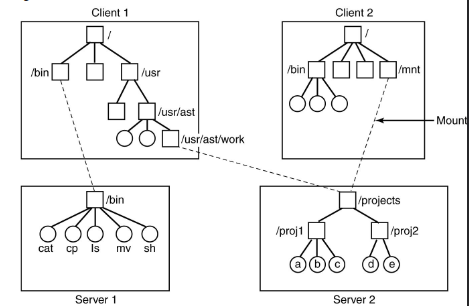 Client 1
Client 2
/
/
/bin
/usr
/bin
/mnt
/usr/ast
/usr/ast/work
Mount
/bin
/projects
cat cp ls mv sh
/proj1
/proj2
a b c d e
Server 1
Server 2